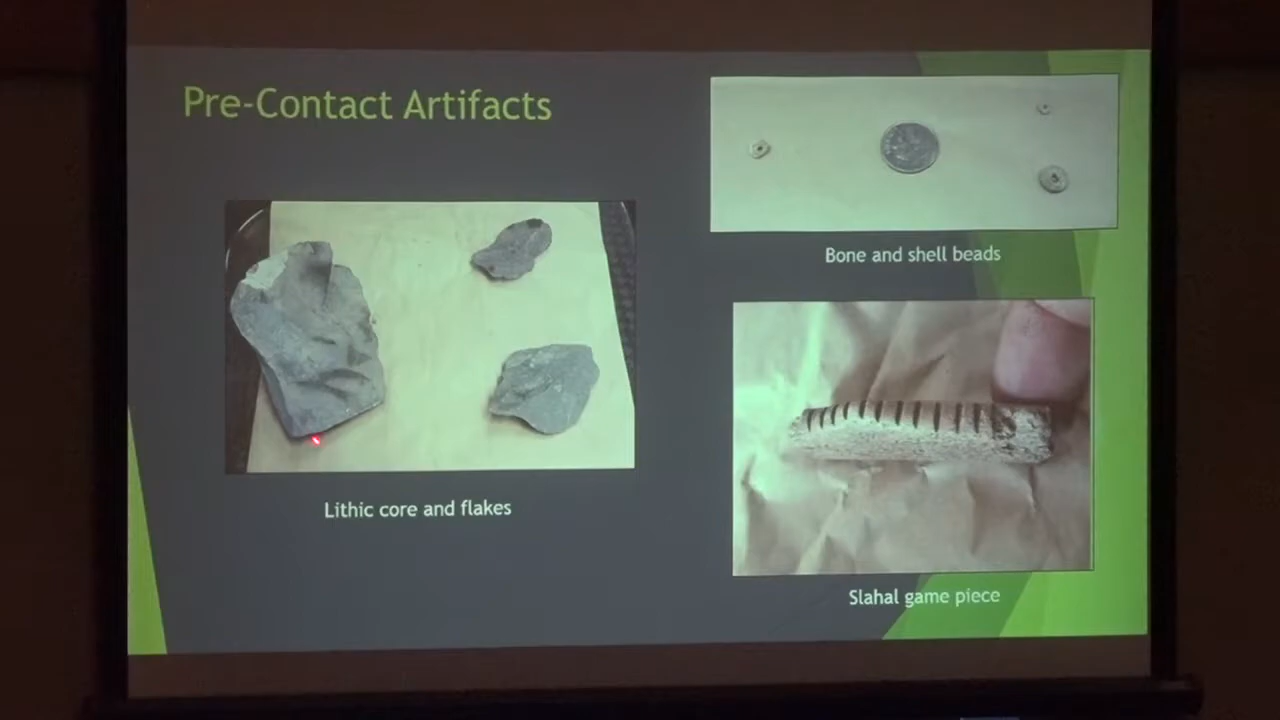 Pre-Contact Artifacts
Bone and shell beads
Lithic core and flakes
Slahal game piece